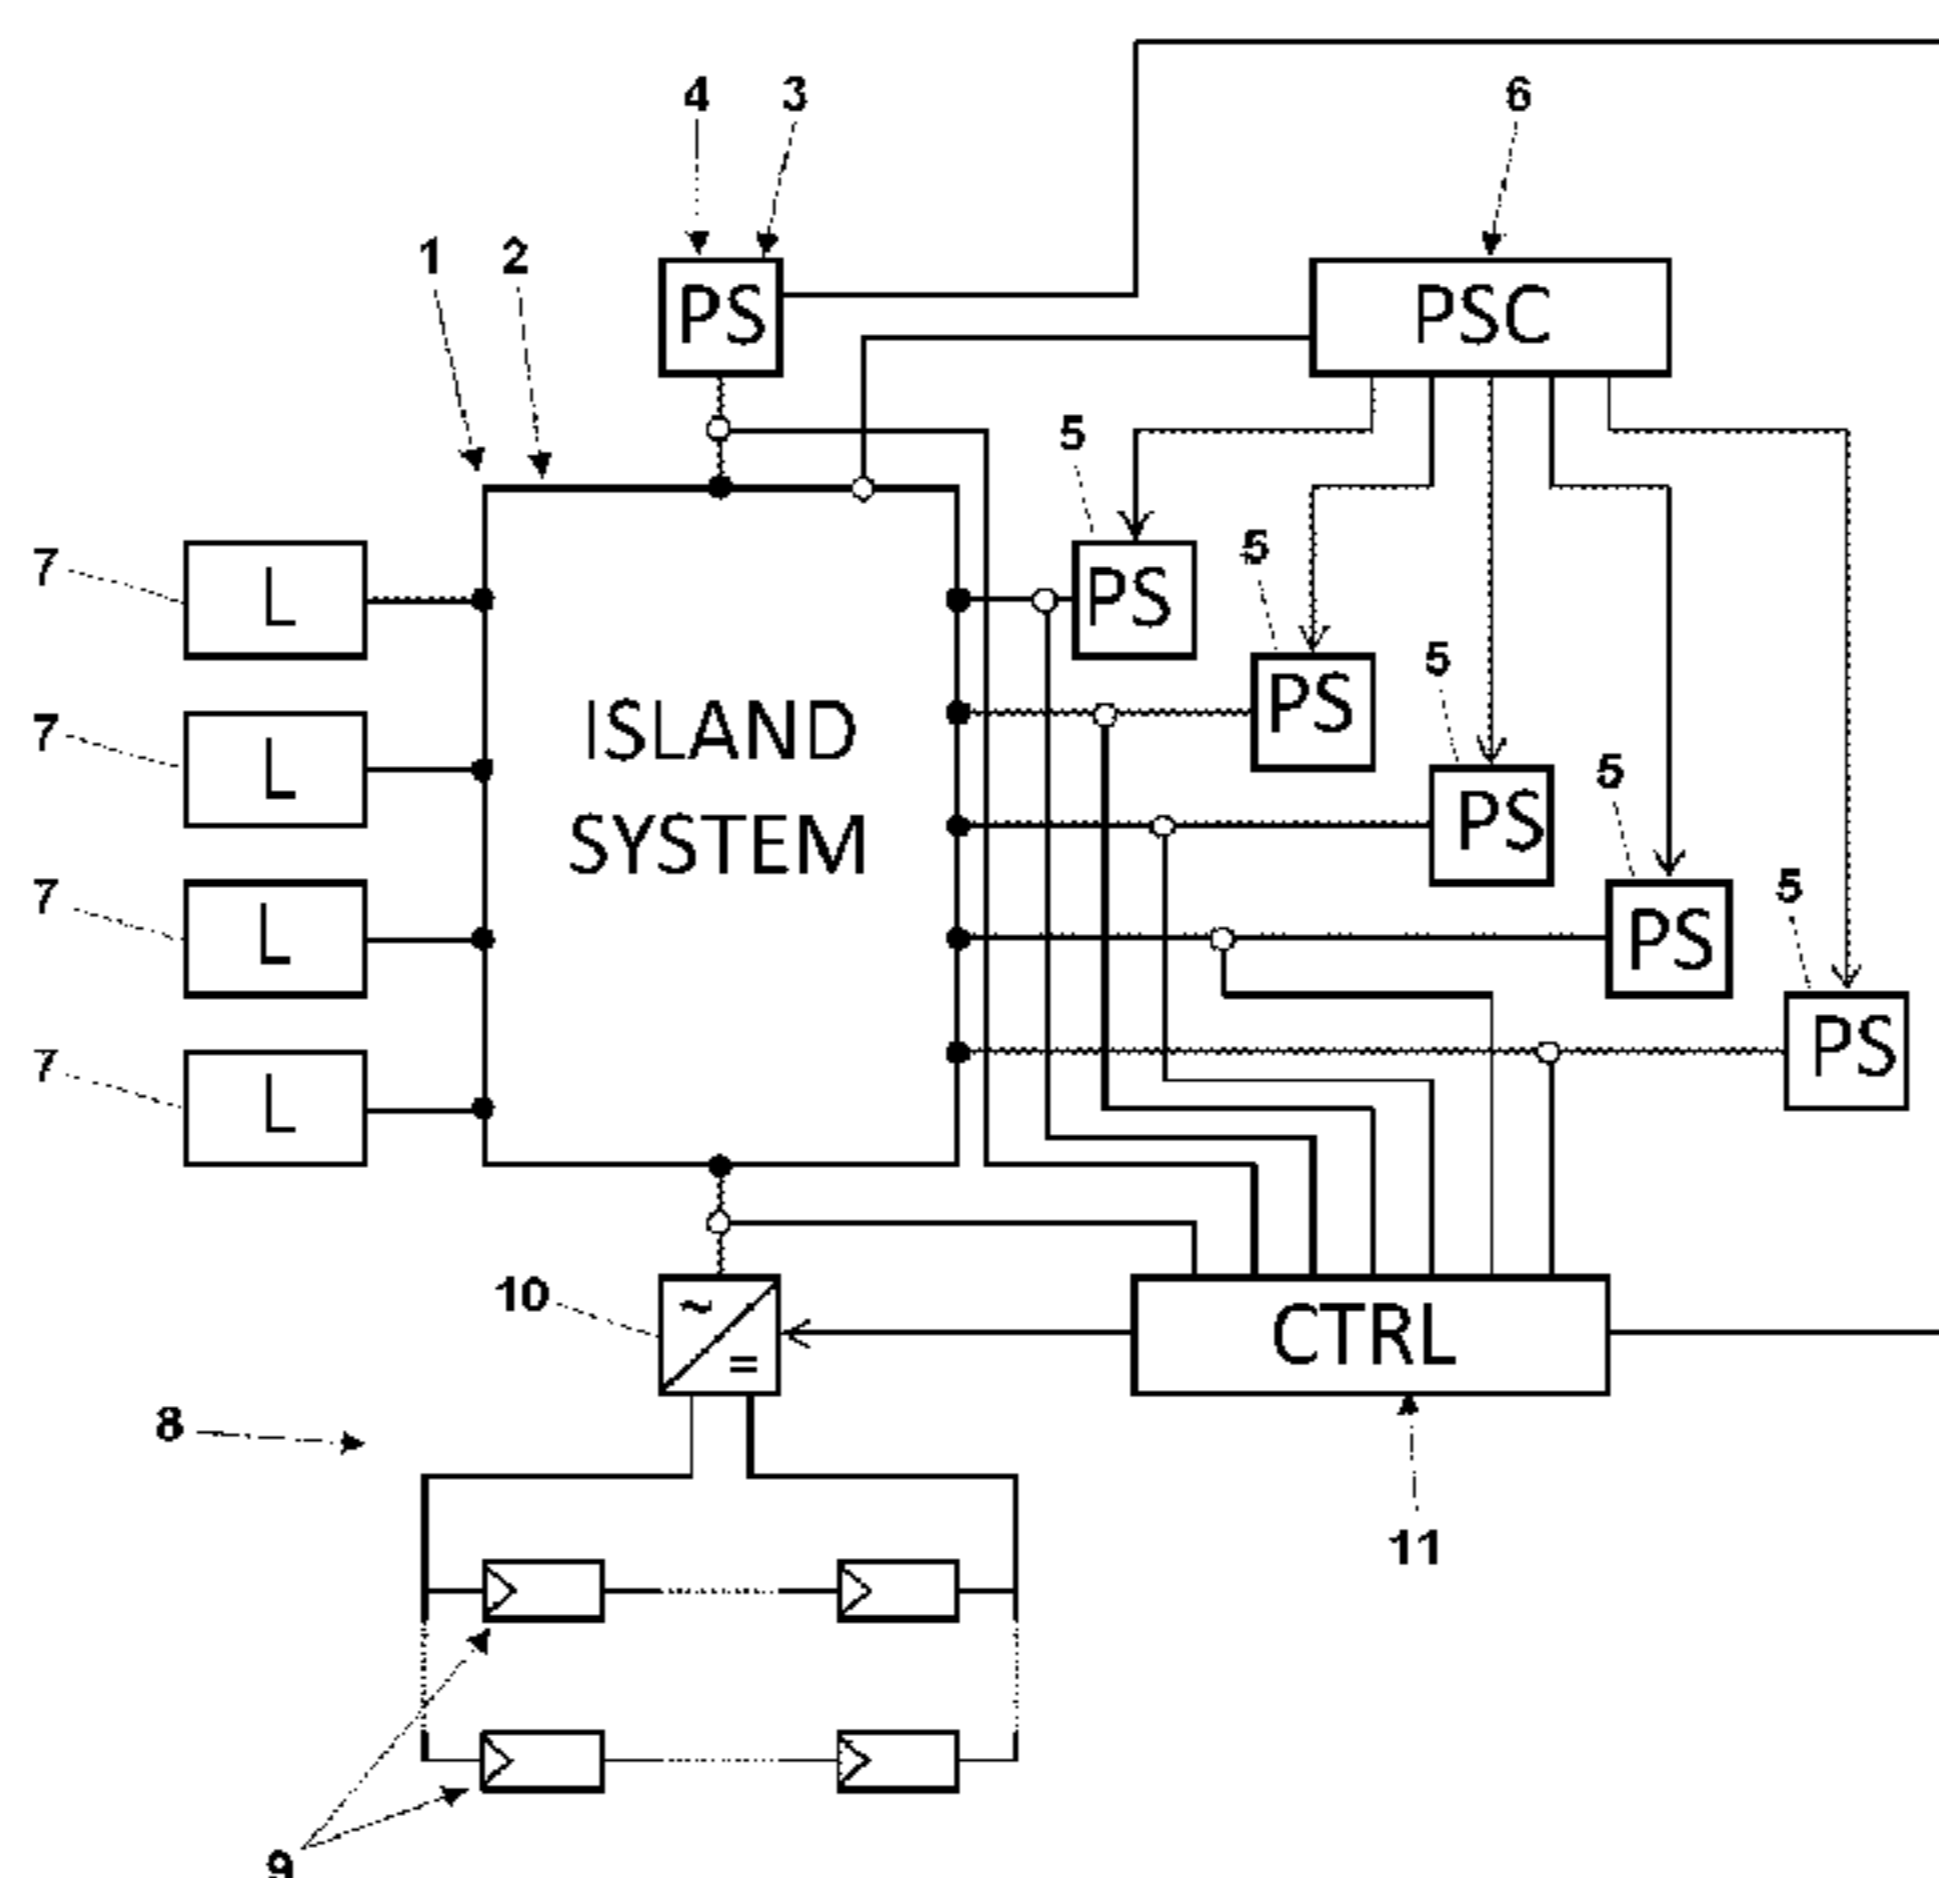 4 3 6
1 2
PS PSC
5
7 L PS 5
ISLAND PS 5
7 L
SYSTEM PS 5
7 L PS 5
7 L PS
10 ~
= CTRL
8
11
9